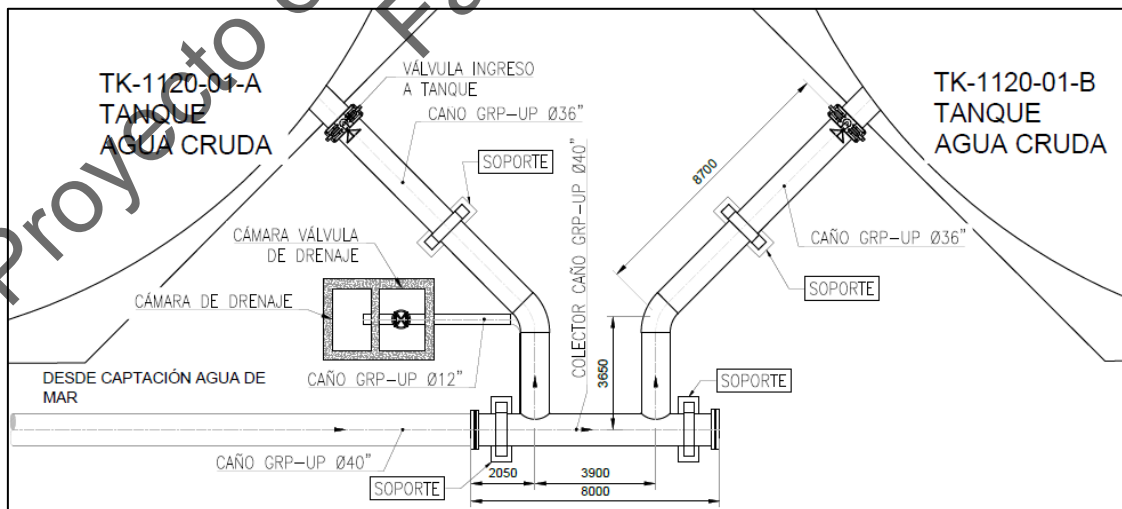 Proyecto
TK-1120-01-A
TANQUE
AGUA CRUDA
VÁLVULA INGRESO
A TANQUE
CAÑO GRP-UP Ø36"
SOPORTE
TK-1120-01-B
TANQUE
AGUA CRUDA
8700
CAÑO GRP-UP Ø36"
SOPORTE
CÁMARA VÁLVULA
DE DRENAJE
CÁMARA DE DRENAJE
COLECTOR CAÑO GRP-UP Ø40"
3650
CAÑO GRP-UP Ø12"
DESDE CAPTACIÓN AGUA DE
MAR
SOPORTE
CAÑO GRP-UP Ø40"
SOPORTE
2050
3900
8000